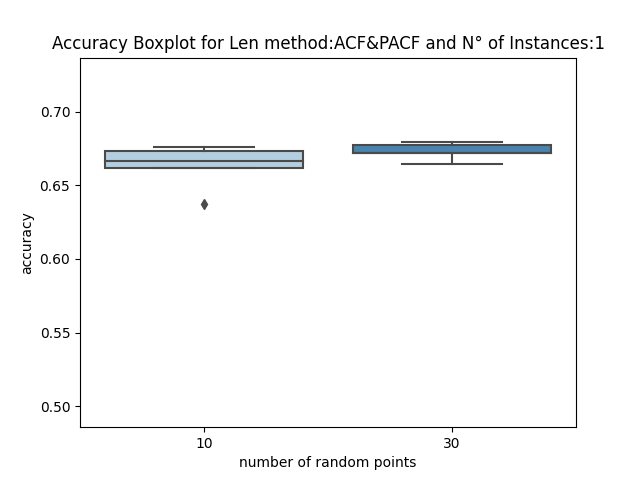 Accuracy Boxplot for Len method:ACF&PACF and N° of Instances:1
0.70
0.65
0.60
0.55
0.50
accuracy
10 30
number of random points